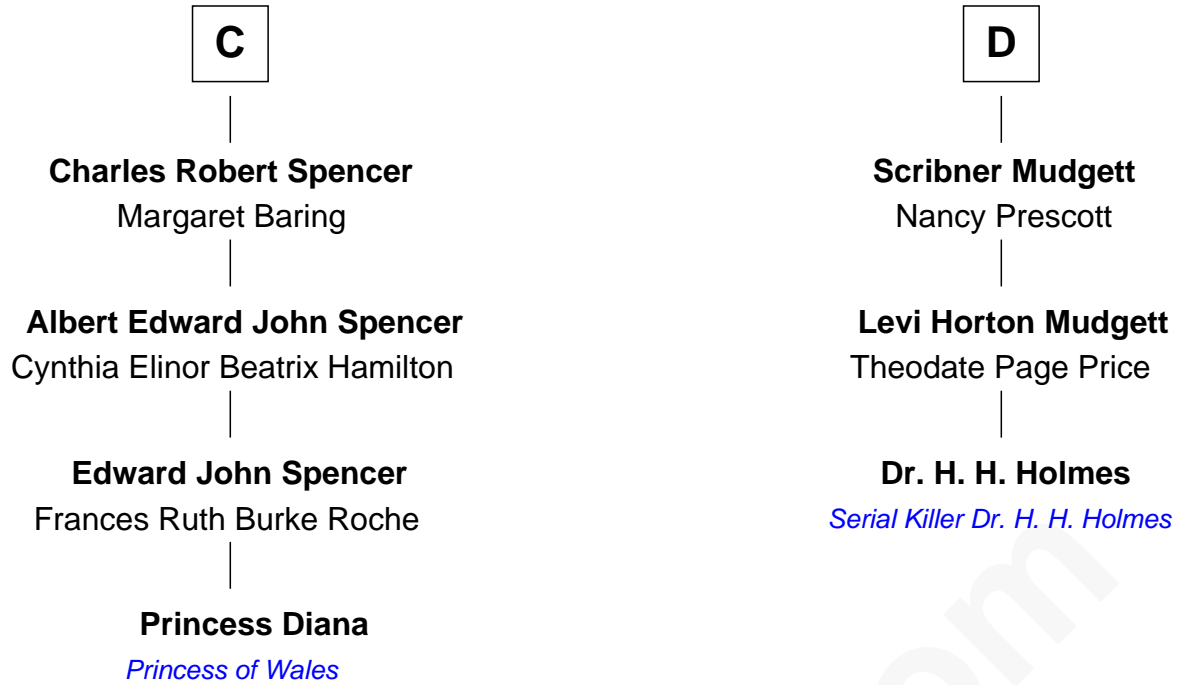 C
Charles Robert Spencer
Margaret Baring
Albert Edward John Spencer
Cynthia Elinor Beatrix Hamilton
Edward John Spencer
Frances Ruth Burke Roche
Princess Diana
Princess of Wales
D
Scribner Mudgett
Nancy Prescott
Levi Horton Mudgett
Theodate Page Price
Dr. H. H. Holmes
Serial Killer Dr. H. H. Holmes
om